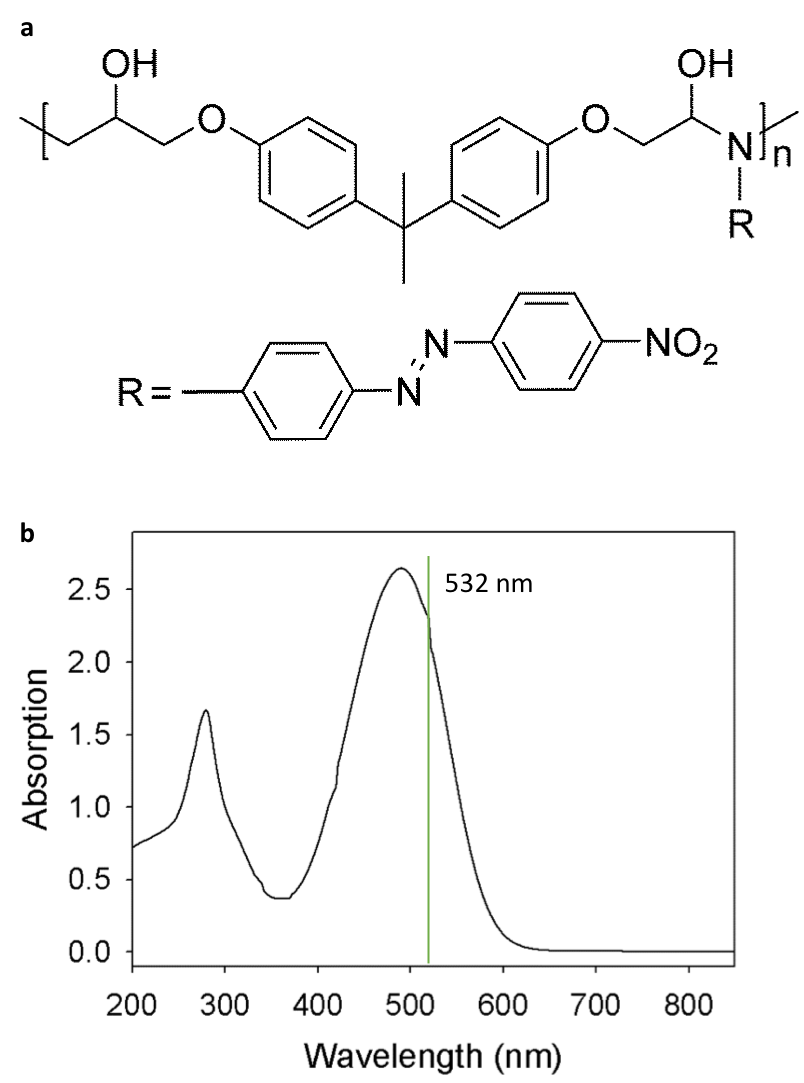 a
OH
OH
O
O
N
n
R
N
R=
N
NO2
b
532 nm
2.5
2.0
1.5
1.0
0.5
0.0
Absorption
200 300 400 500 600 700 800
Wavelength (nm)